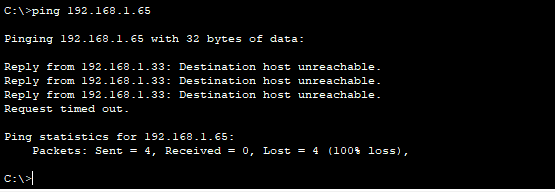 C:\>ping 192.168.1.65
Pinging 192.168.1.65 with 32 bytes of data:
Reply from 192.168.1.33: Destination host unreachable.
Reply from 192.168.1.33: Destination host unreachable.
Reply from 192.168.1.33: Destination host unreachable.
Request timed out.
Ping statistics for 192.168.1.65:
    Packets: Sent = 4, Received = 0, Lost = 4 (100% loss),
C:\>